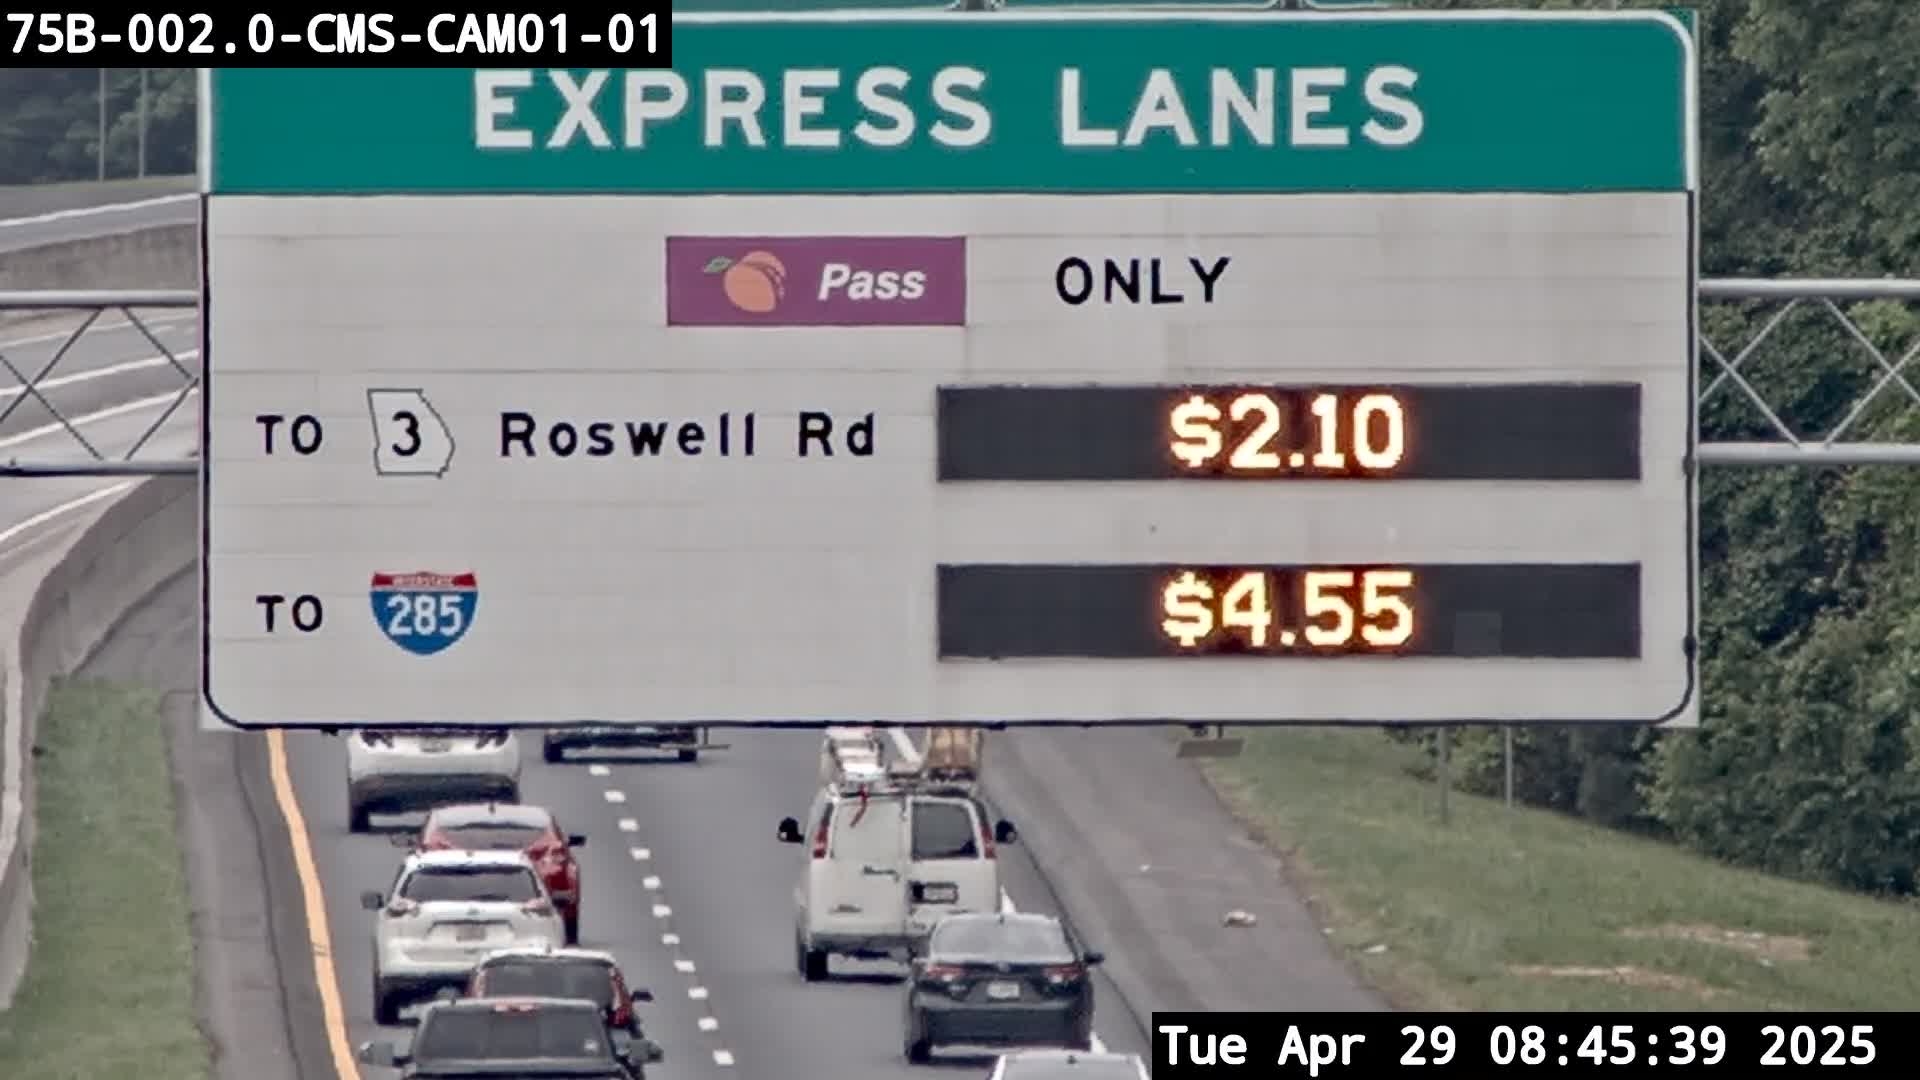 75B-002.0-CMS-CAM01-01
EXPRESS LANES
Pass ONLY
TO 3 Roswell Rd $2.10
TO INTERSTATE 285 $4.55
Tue Apr 29 08:45:39 2025